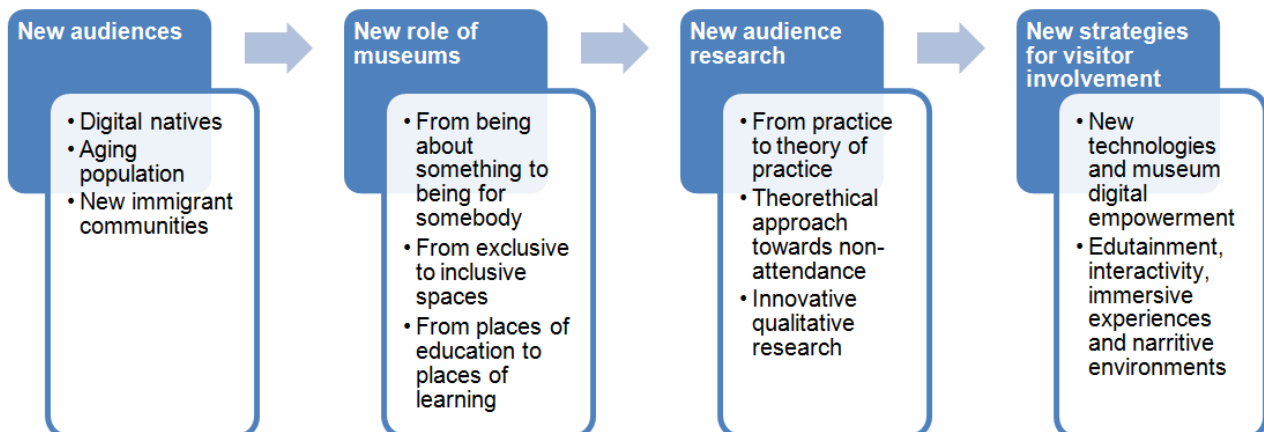 New audiences
• Digital natives
• Aging
population
• New immigrant
communities
New role of
museums
• From being
about
something to
being for
somebody
• From exclusive
to inclusive
spaces
• From places of
education to
places of
learning
New audience
research
• From practice
to theory of
practice
• Theorethical
approach
towards non-
attendance
• Innovative
qualitative
research
New strategies
for visitor
involvement
• New
technologies
and museum
digital
empowerment
• Edutainment,
interactivity,
immersive
experiences
and narritive
environments